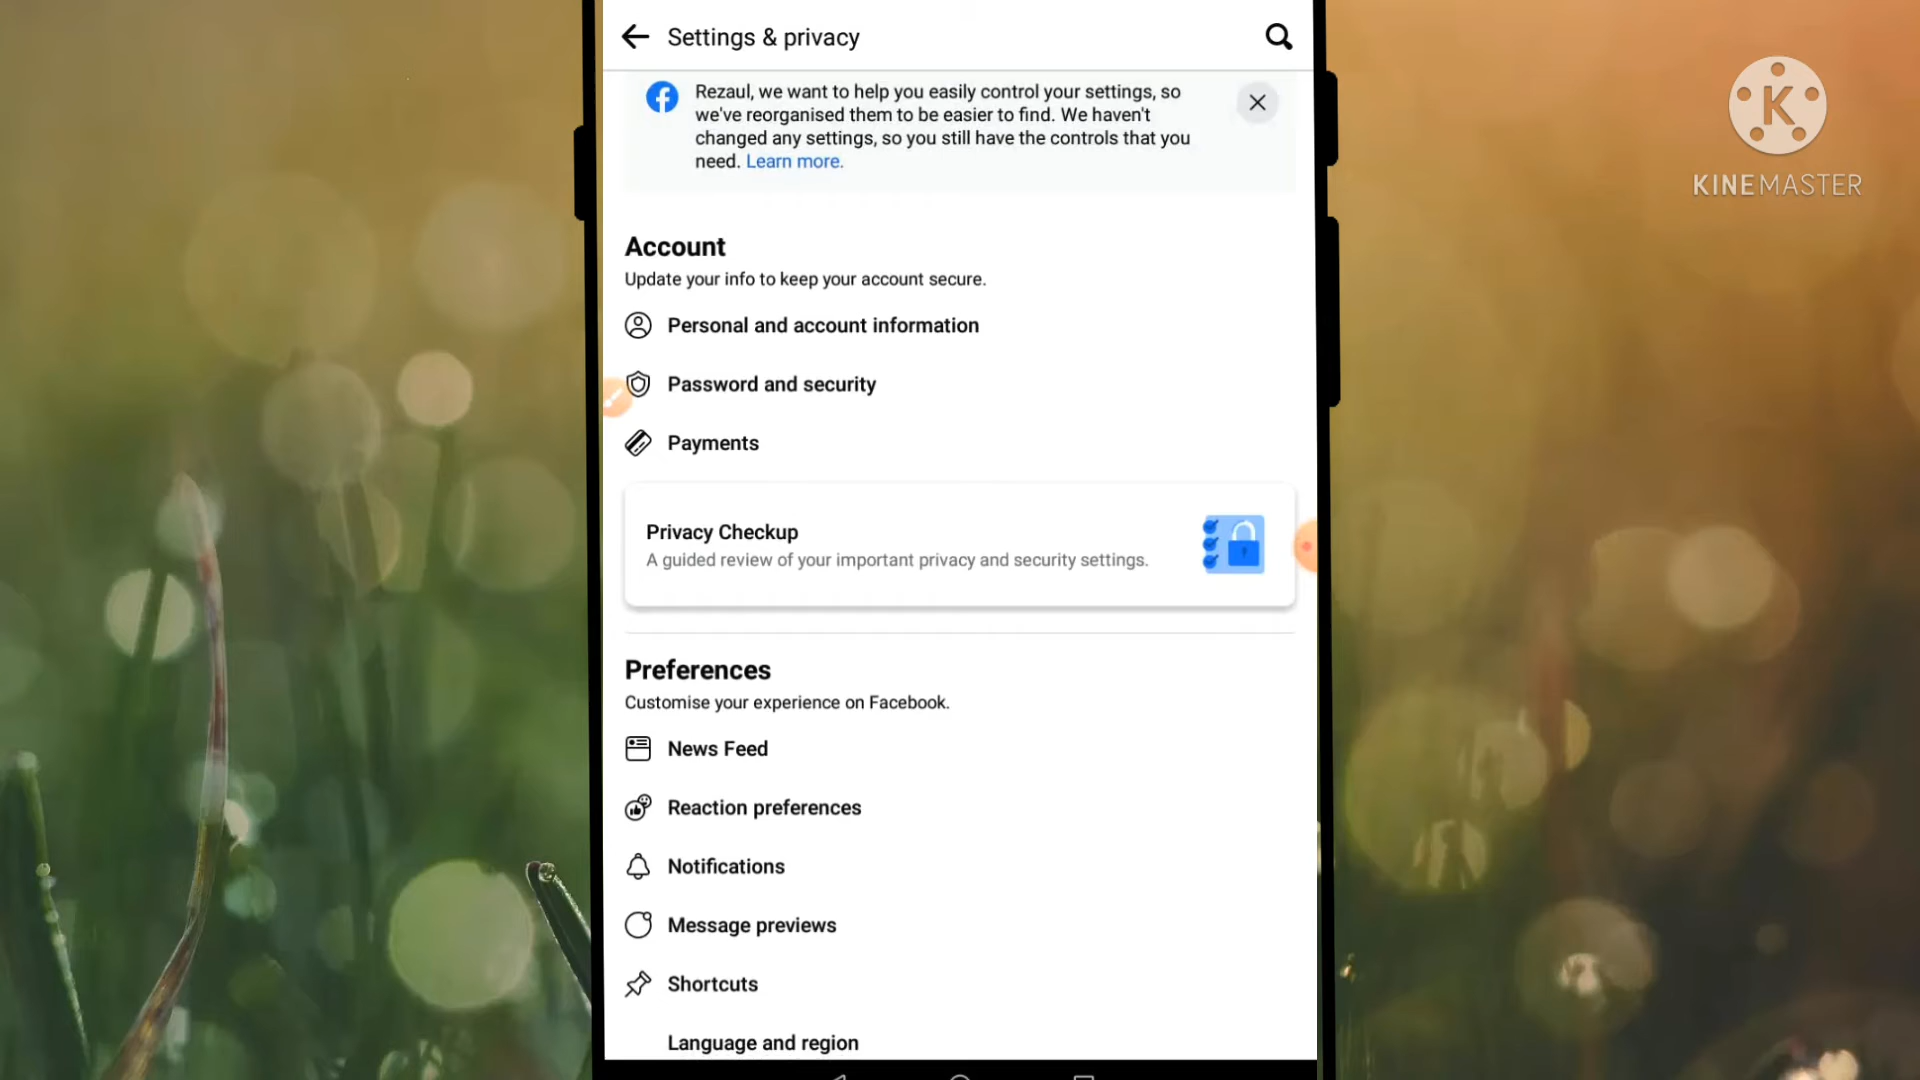 Settings & privacy
Rezaul, we want to help you easily control your settings, so
we've reorganised them to be easier to find. We haven't
changed any settings, so you still have the controls that you
need. Learn more.
Account
Update your info to keep your account secure.
Personal and account information
Password and security
Payments
Privacy Checkup
A guided review of your important privacy and security settings.
Preferences
Customise your experience on Facebook.
News Feed
Reaction preferences
Notifications
Message previews
Shortcuts
Language and region
K
KINEMASTER